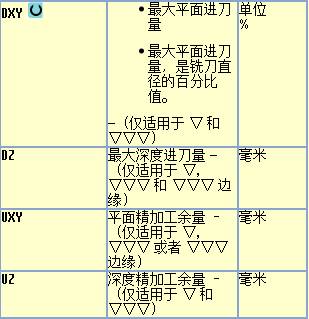 DXY • 最大平面进刀 单位
量 %
• 最大平面进刀
量，是铣刀直
径的百分比
值。
-（仅适用于 ▽ 和
▽▽▽）
DZ 最大深度进刀量 - 毫米
（仅适用于 ▽，
▽▽▽ 和 ▽▽▽ 边
缘）
UXY 平面精加工余量 - 毫米
（仅适用于 ▽，
▽▽▽ 或者 ▽▽▽
边缘）
UZ 深度精加工余量 - 毫米
（仅适用于 ▽ 和
▽▽▽）